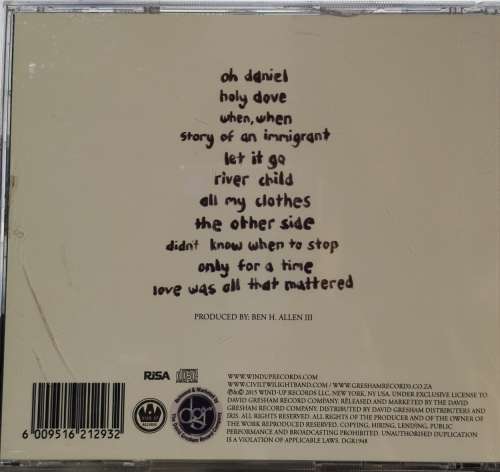 oh daniel
holy dove
when, when
story of an immigrant
let it go
river child
all my clothes
the other side
didn't know when to stop
only for a time
love was all that mattered
PRODUCED BY: BEN H. ALLEN III
RiSA
WWW.WINDUPRECORDS.COM
WWW.CIVILTWILIGHTBAND.COM / WWW.GRESHAMRECORDS.CO.ZA
℗&© 2015 WIND-UP RECORDS LLC, NEW YORK, NY USA. UNDER EXCLUSIVE LICENSE TO
DAVID GRESHAM RECORD COMPANY. RELEASED AND MARKETED BY THE DAVID
GRESHAM RECORD COMPANY. DISTRIBUTED BY DAVID GRESHAM DISTRIBUTERS AND
IRIS. ALL RIGHTS RESERVED. ALL RIGHTS OF THE PRODUCER AND OF THE OWNER OF
THE WORK REPRODUCED RESERVED. COPYING, HIRING, LENDING, PUBLIC
PERFORMANCE AND BROADCASTING PROHIBITED. UNAUTHORISED DUPLICATION
IS A VIOLATION OF APPLICABLE LAWS. DGR1948
6 009516 212932
dgr